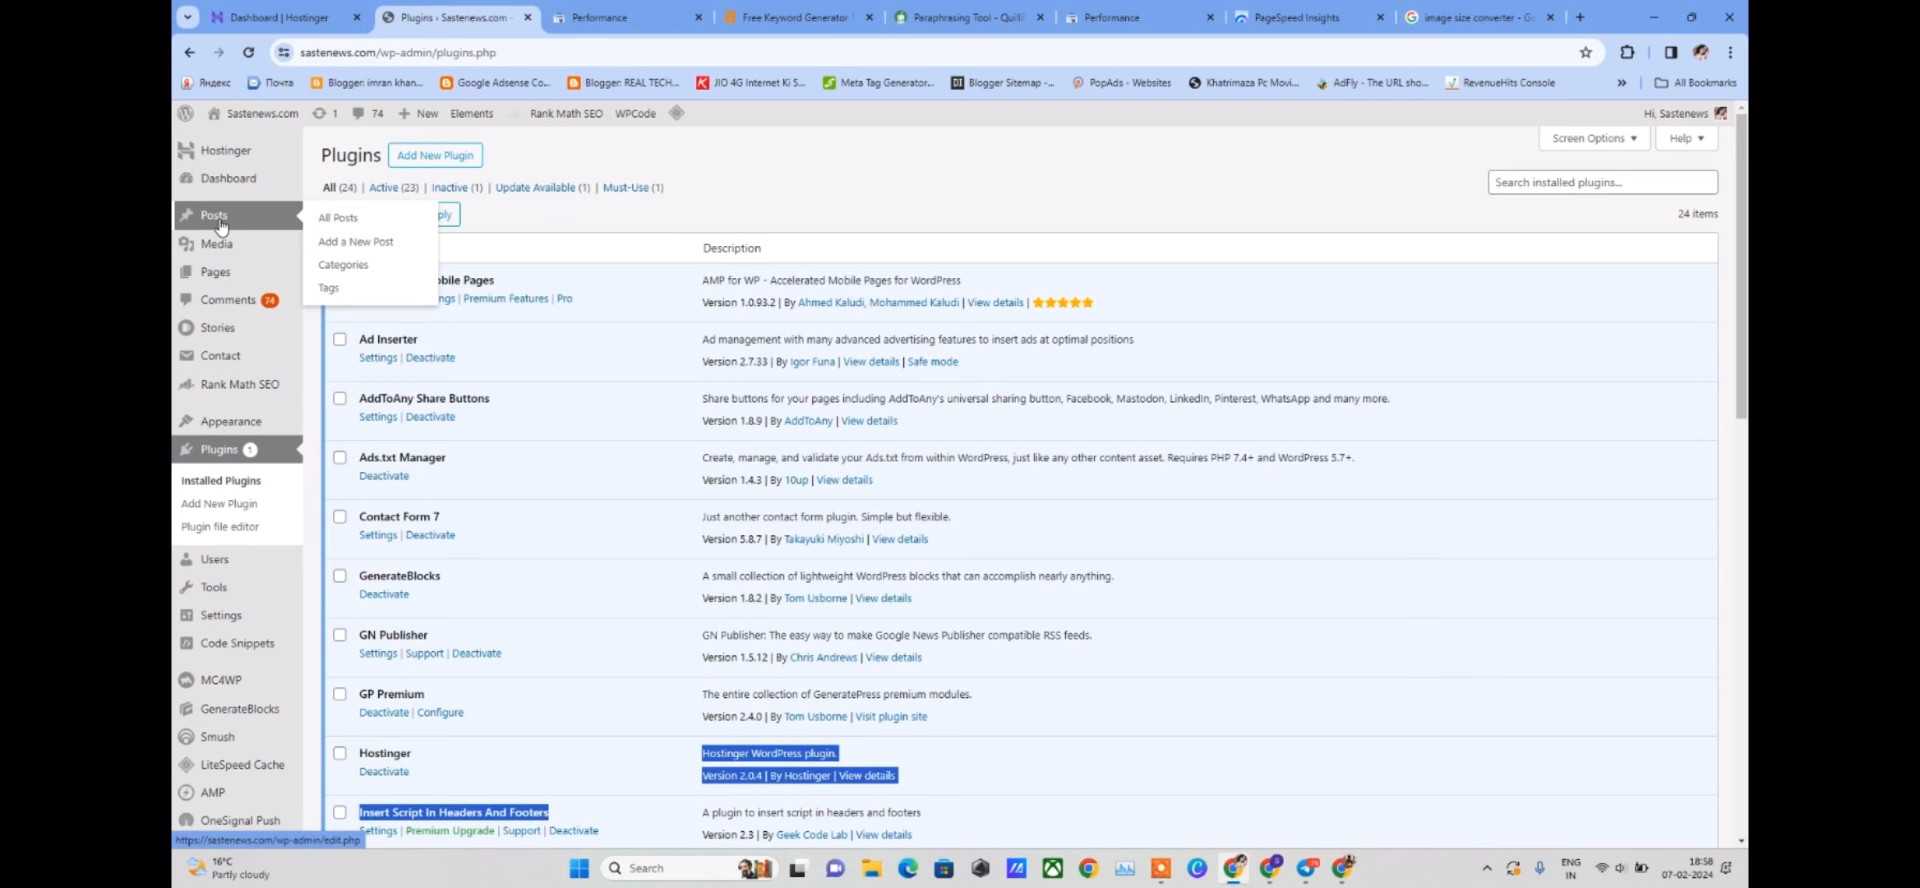 Dashboard | Hostinger
Plugins ‹ Sastenews.com -
Performance
Free Keyword Generator
Paraphrasing Tool - Quill
Performance
PageSpeed Insights
image size converter - Go
sastenews.com/wp-admin/plugins.php
Яндекс
Почта
Blogger: imran khan...
Google Adsense Co...
Blogger: REAL TECH...
JIO 4G Internet Ki S...
Meta Tag Generator...
Blogger Sitemap -...
PopAds - Websites
Khatrimaza Pc Movi...
AdFly - The URL sho...
RevenueHits Console
»
All Bookmarks
Sastenews.com
1
74
+ New
Elements
Rank Math SEO
WPCode
Hi, Sastenews
Hostinger
Dashboard
Posts
Media
Pages
Comments 74
Stories
Contact
Rank Math SEO
Appearance
Plugins 1
Installed Plugins
Add New Plugin
Plugin file editor
Users
Tools
Settings
Code Snippets
MC4WP
GenerateBlocks
Smush
LiteSpeed Cache
AMP
OneSignal Push
https://sastenews.com/wp-admin/edit.php
All Posts
Add a New Post
Categories
Tags
Plugins
Add New Plugin
Screen Options
Help
All (24) | Active (23) | Inactive (1) | Update Available (1) | Must-Use (1)
Search installed plugins...
ply
24 items
Description
obile Pages
ngs | Premium Features | Pro
AMP for WP - Accelerated Mobile Pages for WordPress
Version 1.0.93.2 | By Ahmed Kaludi, Mohammed Kaludi | View details | ★★★★★
Ad Inserter
Settings | Deactivate
Ad management with many advanced advertising features to insert ads at optimal positions
Version 2.7.33 | By Igor Funa | View details | Safe mode
AddToAny Share Buttons
Settings | Deactivate
Share buttons for your pages including AddToAny's universal sharing button, Facebook, Mastodon, LinkedIn, Pinterest, WhatsApp and many more.
Version 1.8.9 | By AddToAny | View details
Ads.txt Manager
Deactivate
Create, manage, and validate your Ads.txt from within WordPress, just like any other content asset. Requires PHP 7.4+ and WordPress 5.7+.
Version 1.4.3 | By 10up | View details
Contact Form 7
Settings | Deactivate
Just another contact form plugin. Simple but flexible.
Version 5.8.7 | By Takayuki Miyoshi | View details
GenerateBlocks
Deactivate
A small collection of lightweight WordPress blocks that can accomplish nearly anything.
Version 1.8.2 | By Tom Usborne | View details
GN Publisher
Settings | Support | Deactivate
GN Publisher: The easy way to make Google News Publisher compatible RSS feeds.
Version 1.5.12 | By Chris Andrews | View details
GP Premium
Deactivate | Configure
The entire collection of GeneratePress premium modules.
Version 2.4.0 | By Tom Usborne | Visit plugin site
Hostinger
Deactivate
Hostinger WordPress plugin.
Version 2.0.4 | By Hostinger | View details
Insert Script In Headers And Footers
Settings | Premium Upgrade | Support | Deactivate
A plugin to insert script in headers and footers
Version 2.3 | By Geek Code Lab | View details
16°C
Partly cloudy
Search
ENG
IN
18:58
07-02-2024